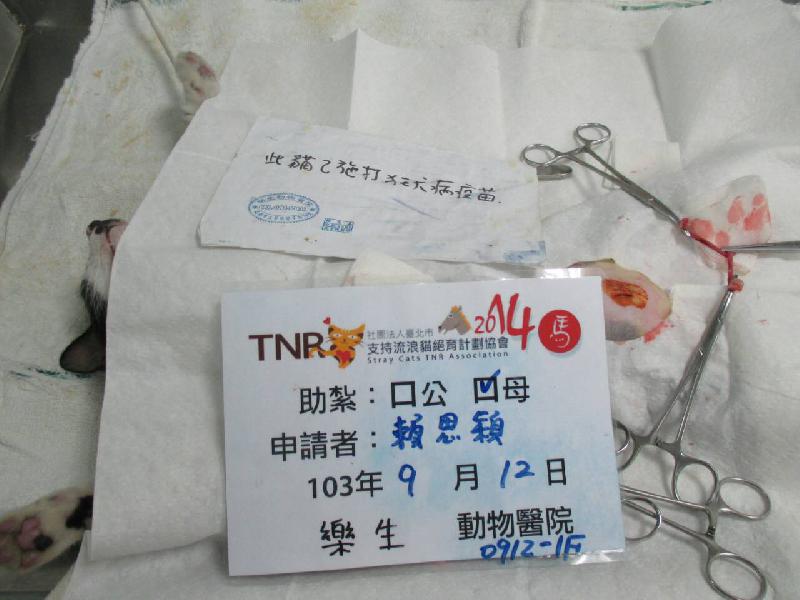 此貓已施打狂犬病疫苗.
TNR 社團法人臺北市 2014 馬
支持流浪貓絕育計劃協會
Stray Cats TNR Association
助紮：口公 口母
申請者：賴思穎
103年 9 月 12 日
樂生 動物醫院
0912-1F